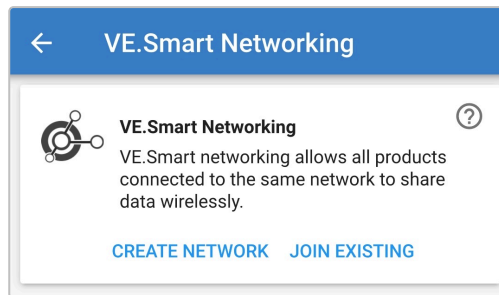 VE.Smart Networking
VE.Smart Networking
VE.Smart networking allows all products
connected to the same network to share
data wirelessly.
CREATE NETWORK JOIN EXISTING